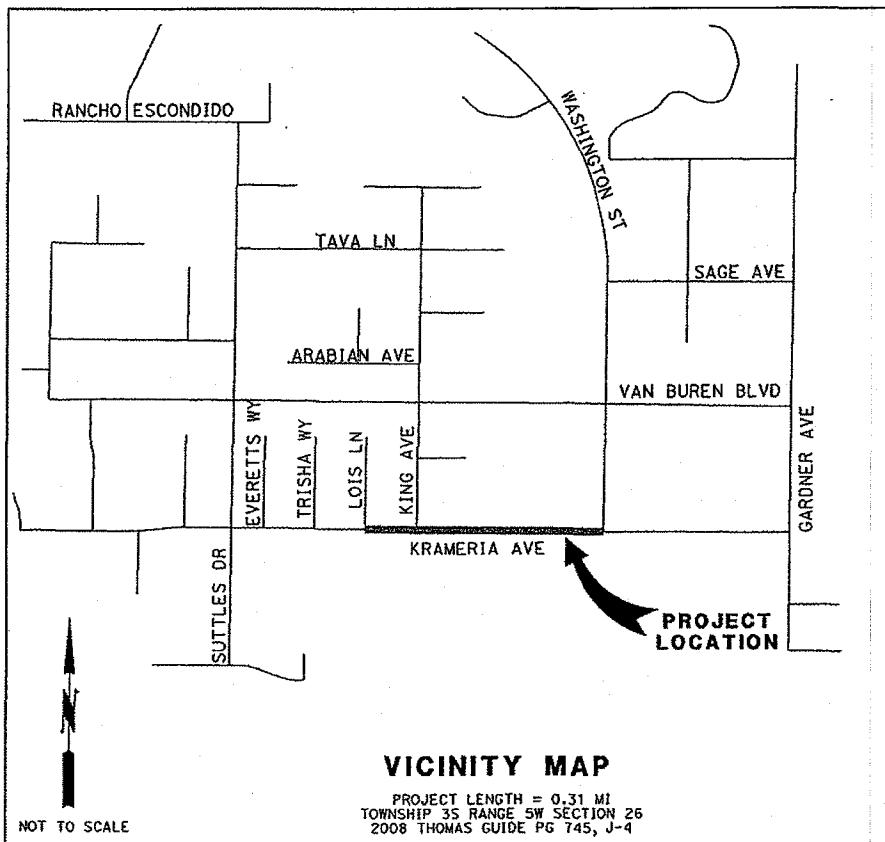 RANCHO ESCONDIDO
WASHINGTON ST
TAVA LN
SAGE AVE
ARABIAN AVE
VAN BUREN BLVD
EVERETTS WY
TRISHA WY
LOIS LN
KING AVE
GARDNER AVE
KRAMERIA AVE
SUTTLES DR
PROJECT
LOCATION
N
NOT TO SCALE
VICINITY MAP
PROJECT LENGTH = 0.31 MI
TOWNSHIP 3S RANGE 5W SECTION 26
2008 THOMAS GUIDE PG 745, J-4